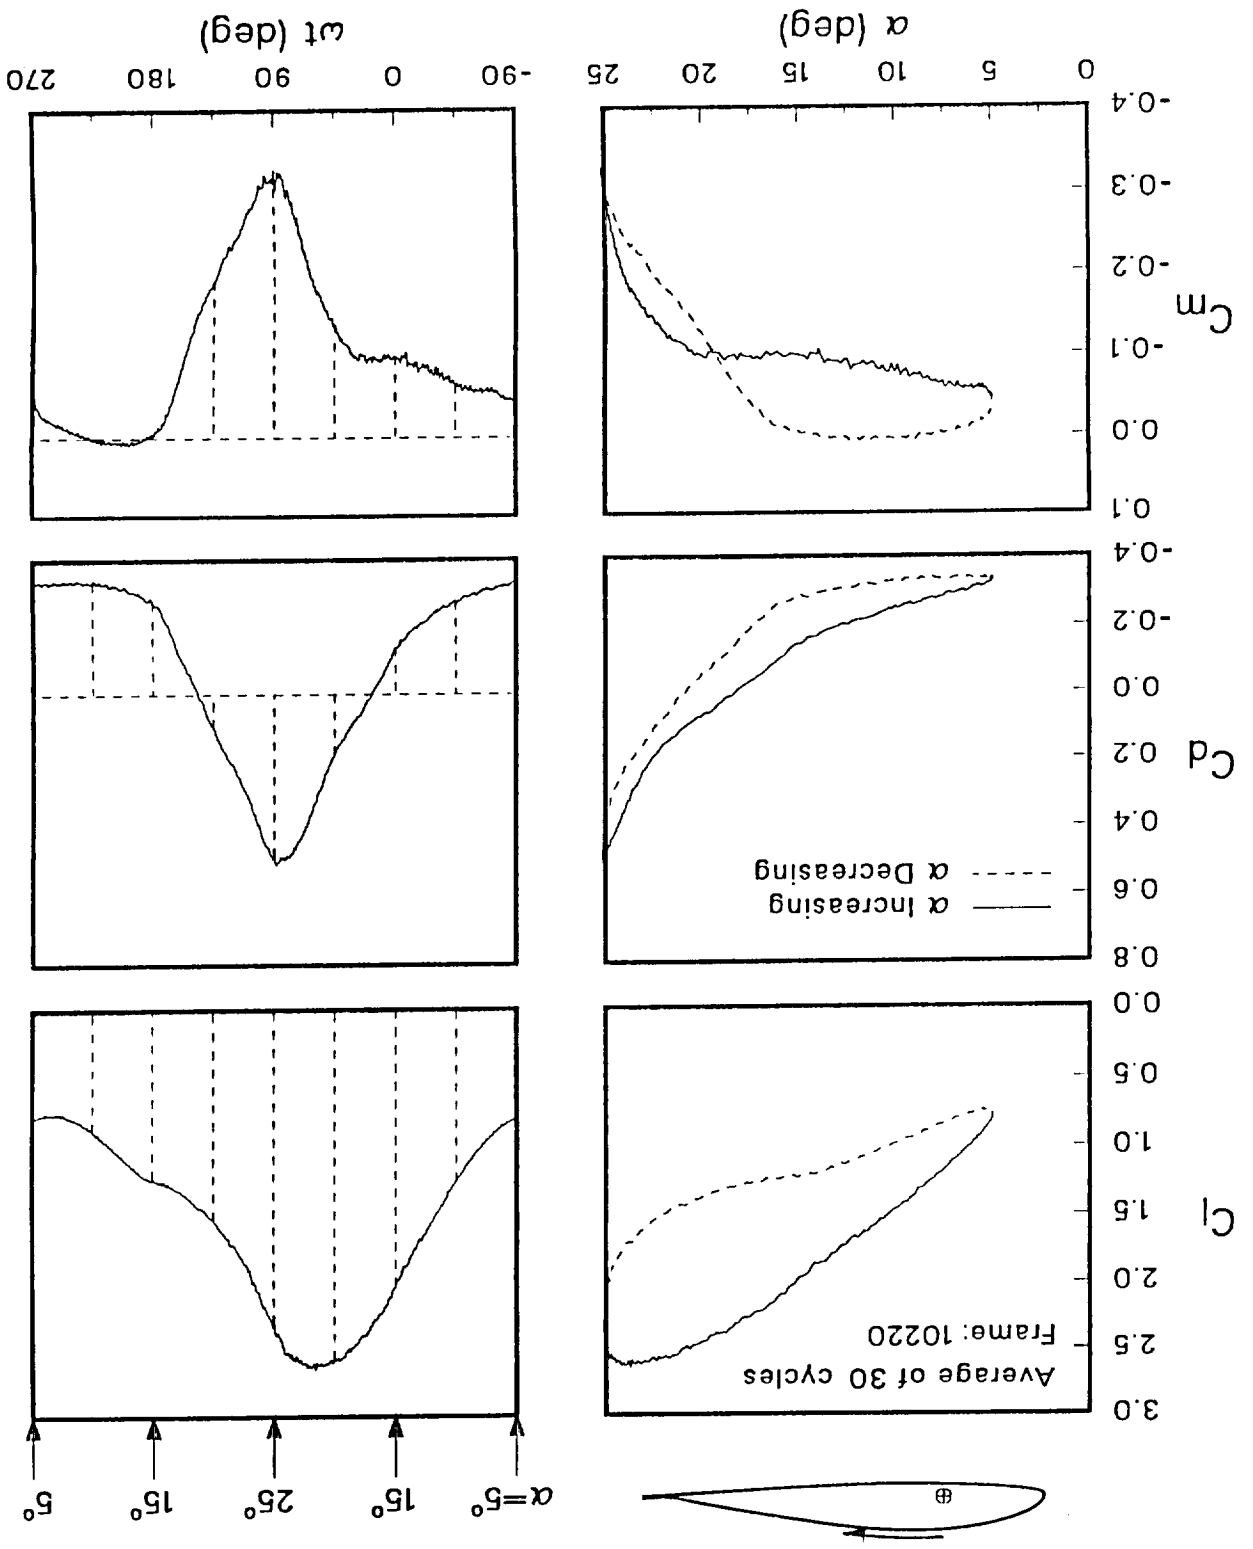 α=5° 15° 25° 15° 5°
3.0
Average of 30 cycles
2.5
Frame: 10220
2.0
Cl
1.5
1.0
0.5
0.0
0.8
α Increasing
0.6
α Decreasing
0.4
Cd
0.2
0.0
-0.2
-0.4
0.1
0.0
Cm
-0.1
-0.2
-0.3
-0.4
0 5 10 15 20 25
α (deg)
-90 0 90 180 270
ωt (deg)